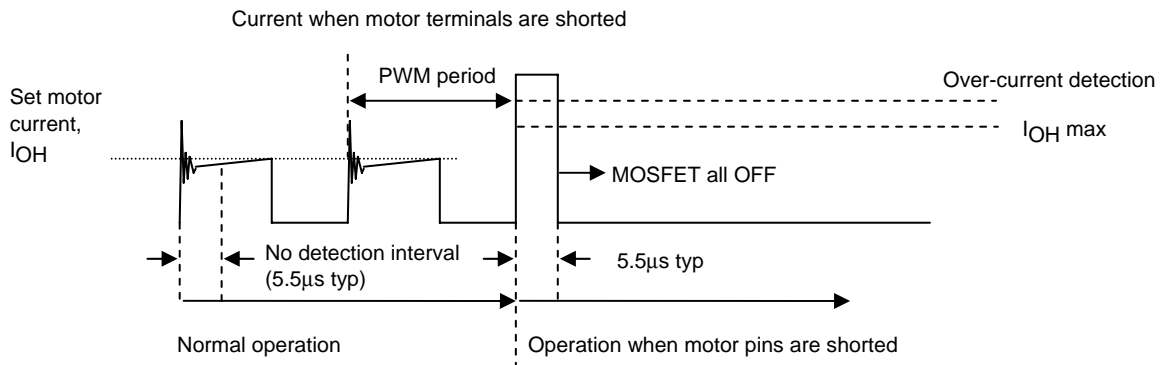 Current when motor terminals are shorted
PWM period
Over-current detection
Set motor
current,
IOH
IOH max
MOSFET all OFF
No detection interval
(5.5μs typ)
5.5μs typ
Normal operation
Operation when motor pins are shorted